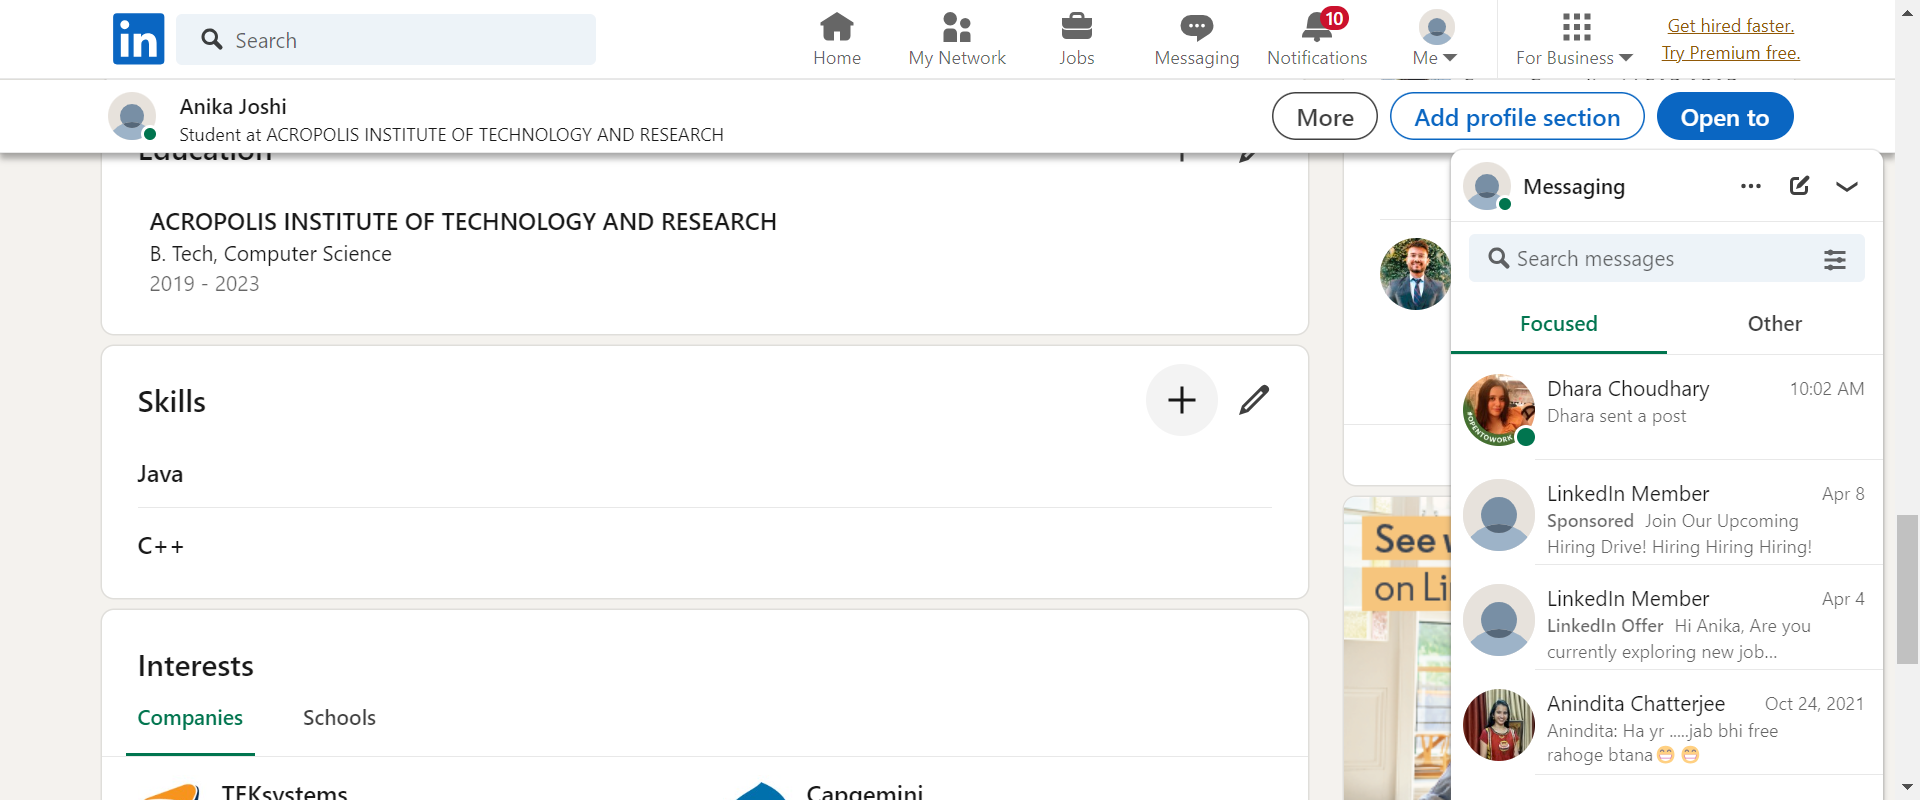 in
Search
Home
My Network
Jobs
Messaging
10
Notifications
Me
For Business
Get hired faster.
Try Premium free.
Anika Joshi
Student at ACROPOLIS INSTITUTE OF TECHNOLOGY AND RESEARCH
More
Add profile section
Open to
Education
ACROPOLIS INSTITUTE OF TECHNOLOGY AND RESEARCH
B. Tech, Computer Science
2019 - 2023
Skills
Java
C++
Interests
Companies
Schools
TEKsystems
Capgemini
See
on Li
Messaging
Search messages
Focused
Other
#OPENTOWORK
Dhara Choudhary
10:02 AM
Dhara sent a post
LinkedIn Member
Apr 8
Sponsored Join Our Upcoming
Hiring Drive! Hiring Hiring Hiring!
LinkedIn Member
Apr 4
LinkedIn Offer Hi Anika, Are you
currently exploring new job...
Anindita Chatterjee
Oct 24, 2021
Anindita: Ha yr .....jab bhi free
rahoge btana😁 😁